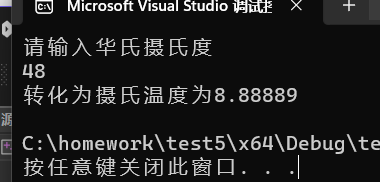 Microsoft Visual Studio 调试
请输入华氏摄氏度
48
转化为摄氏温度为8.88889
C:\homework\test5\x64\Debug\te
按任意键关闭此窗口. . .